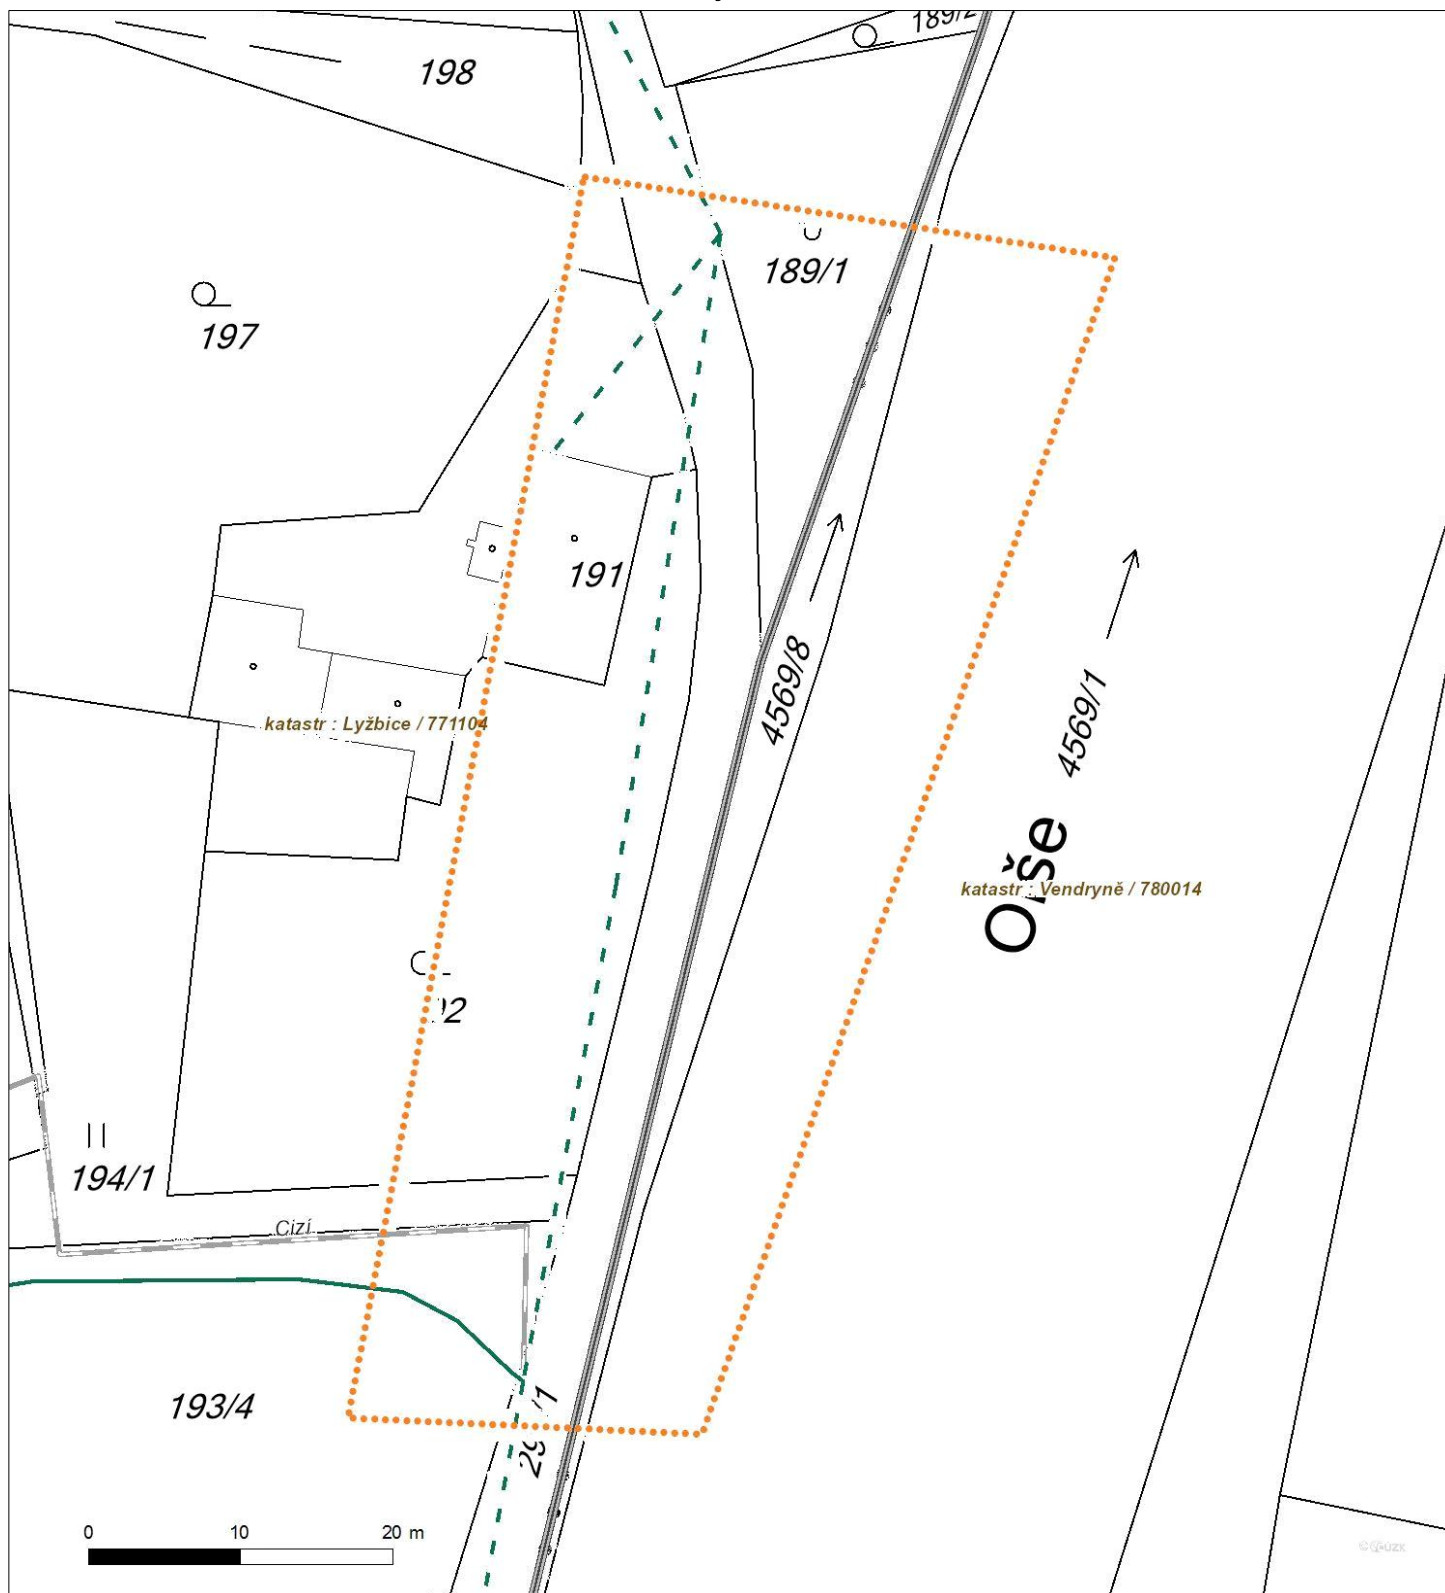 189/2
198
189/1
197
191
4569/8
4569/1
katastr : Lyžbice / 771104
Olše
katastr : Vendryně / 780014
194/1
Cizí
193/4
0 10 20 m